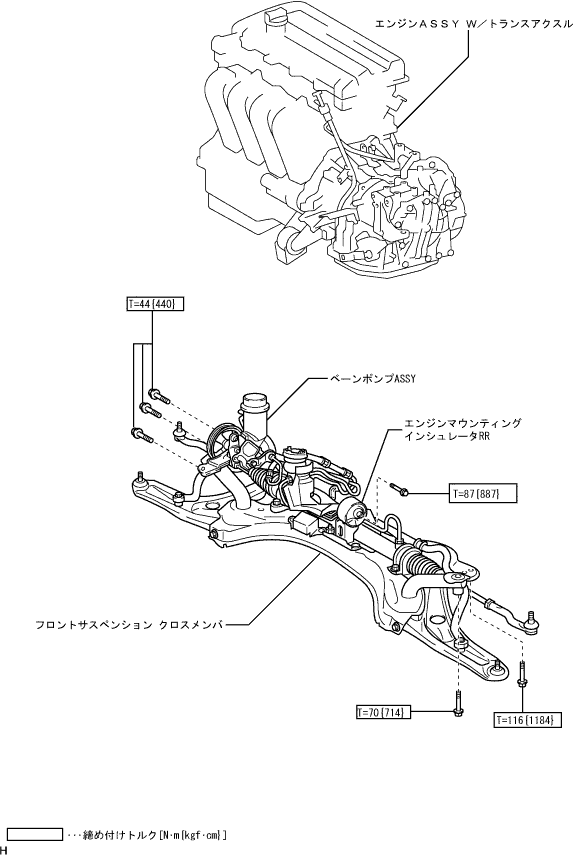 エンジンＡＳＳＹ Ｗ／トランスアクスル
T=44{440}
ベーンポンプASSY
エンジンマウンティング
インシュレータRR
T=87{887}
フロントサスペンション クロスメンバ
T=70{714}
T=116{1184}
･･･締め付けトルク[N･m{kgf･cm}]
H